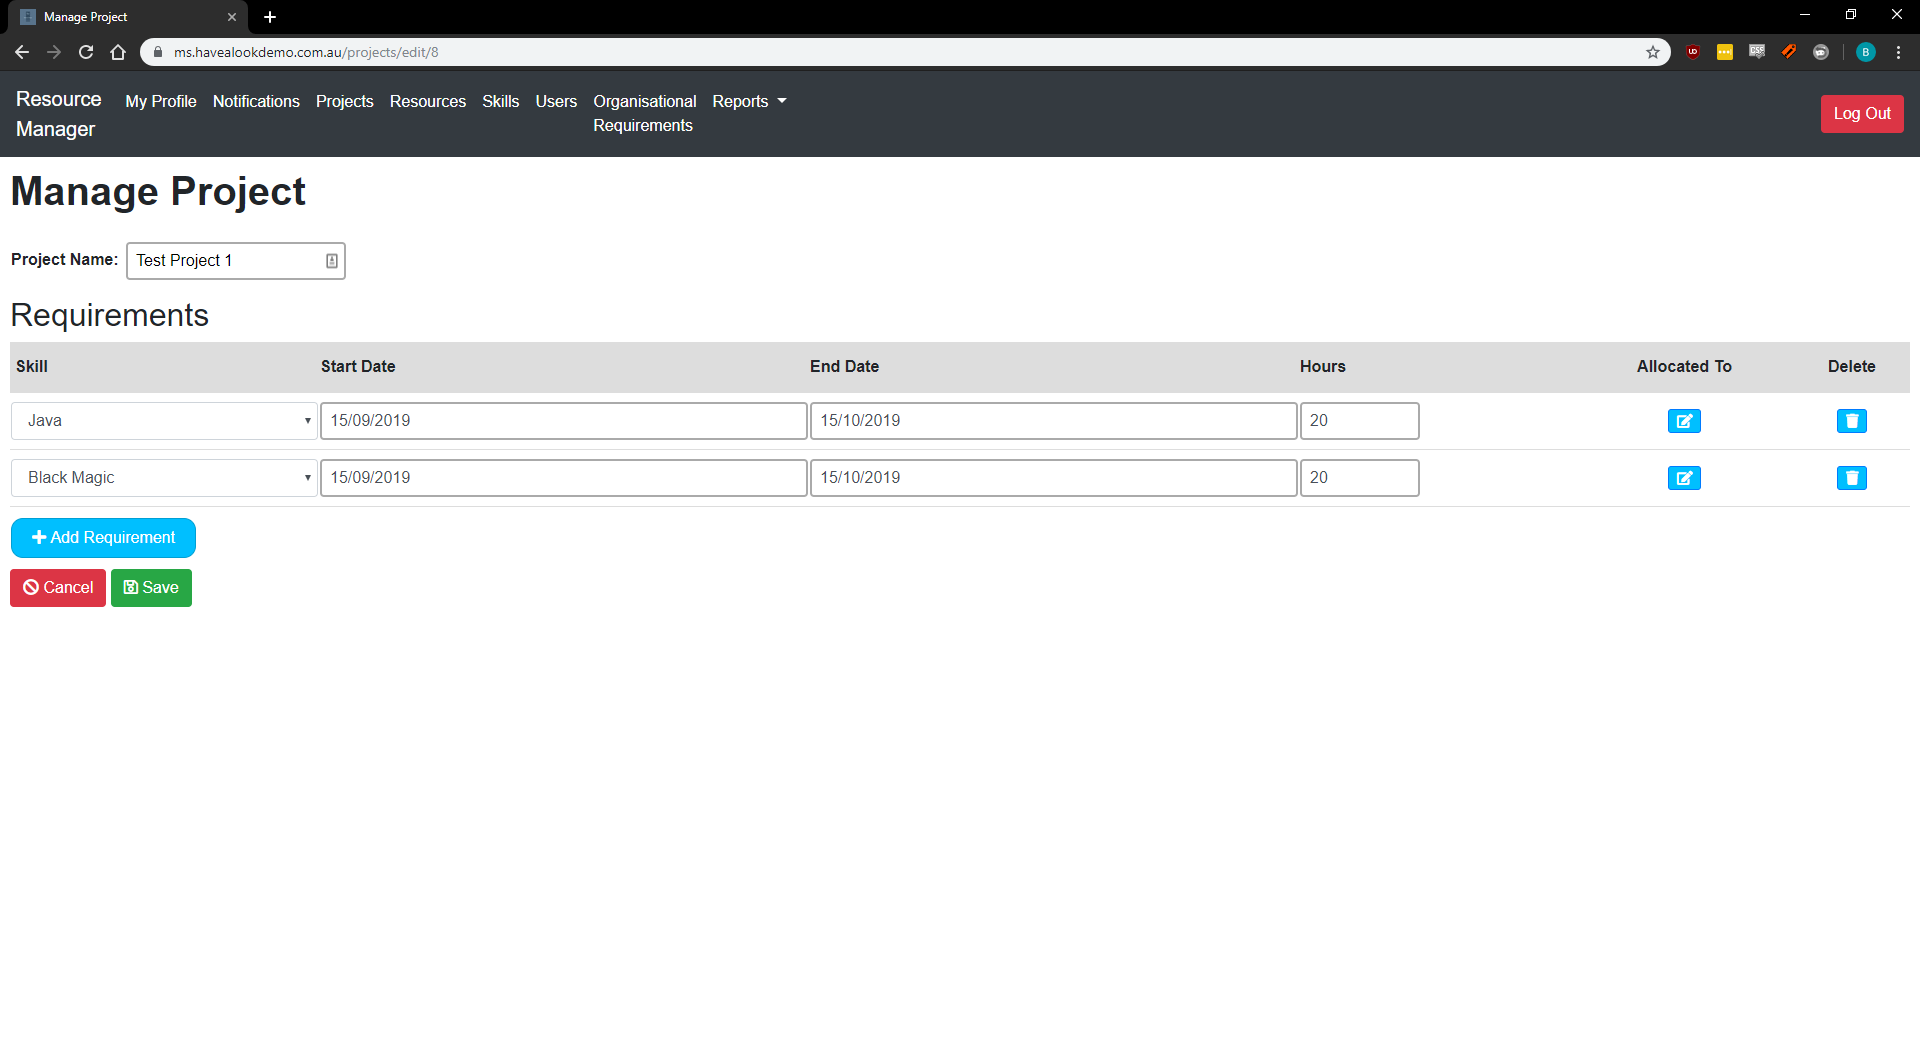 Manage Project
ms.havealookdemo.com.au/projects/edit/8
B
Resource
Manager
My Profile
Notifications
Projects
Resources
Skills
Users
Organisational
Requirements
Reports
Log Out
Manage Project
Project Name: Test Project 1
Requirements
Skill Start Date End Date Hours Allocated To Delete
Java 15/09/2019 15/10/2019 20
Black Magic 15/09/2019 15/10/2019 20
Add Requirement
Cancel Save